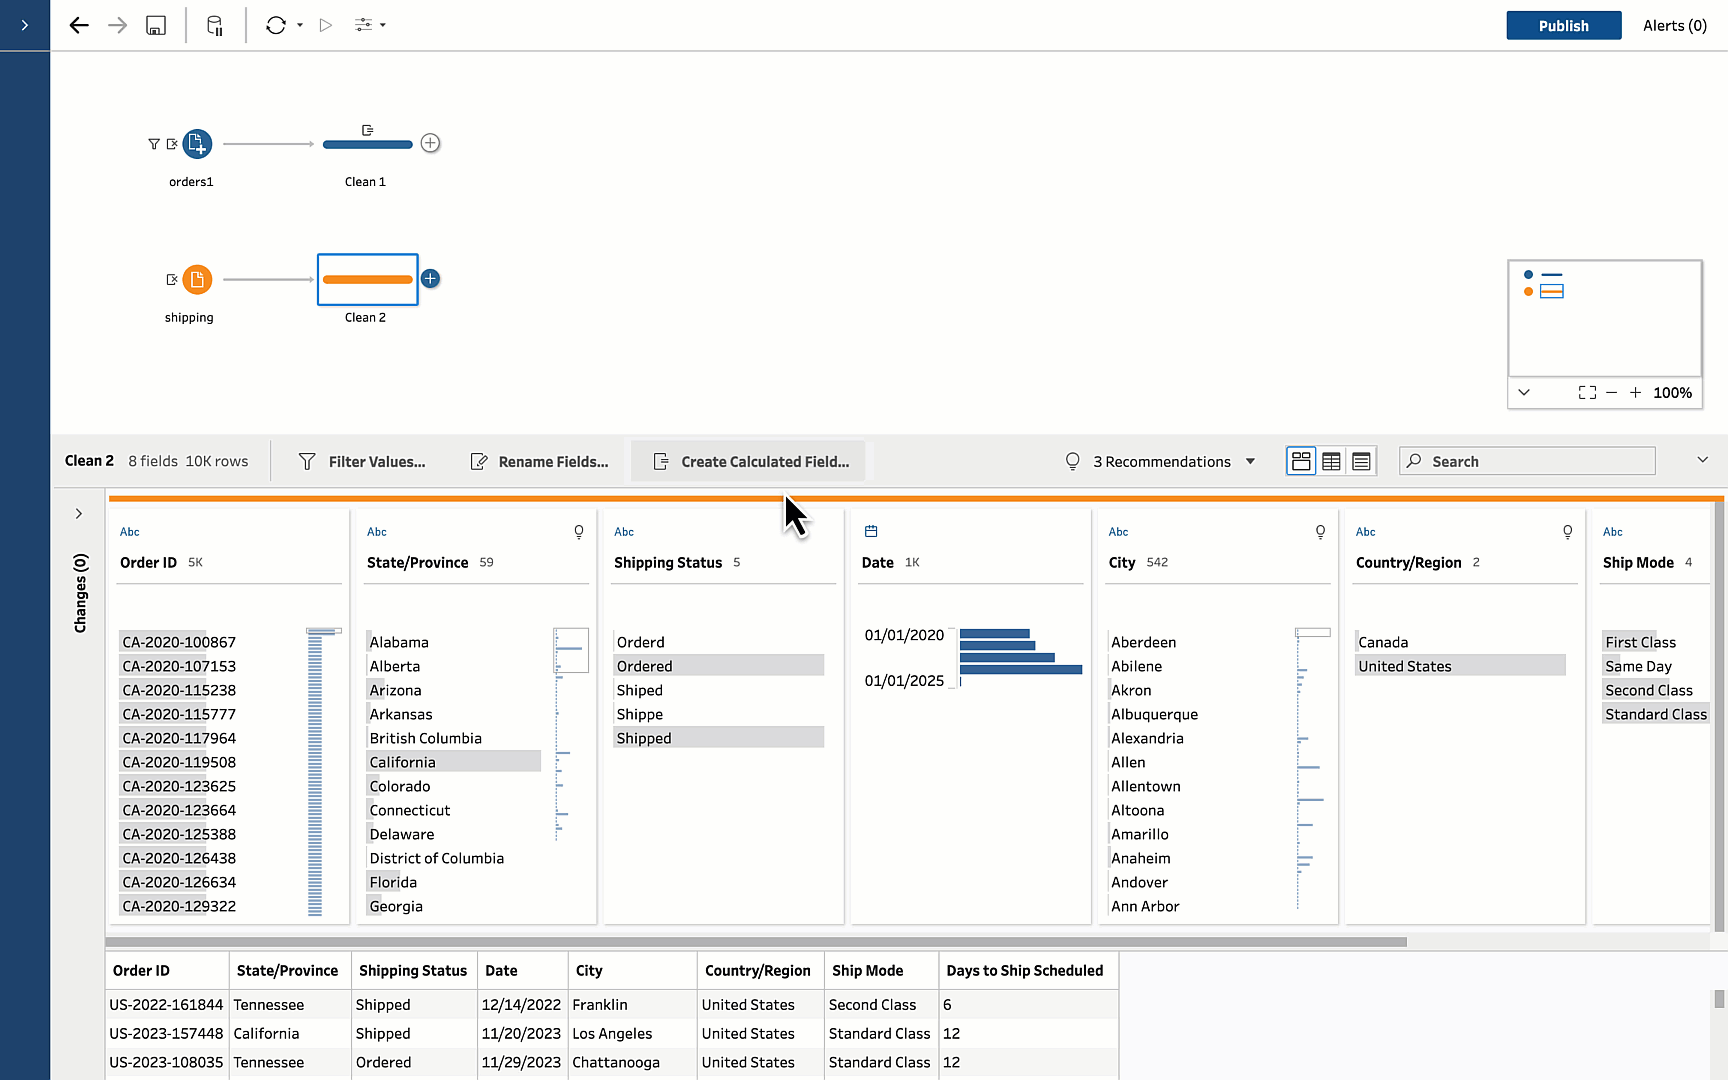 Publish
Alerts (0)
orders1
Clean 1
shipping
Clean 2
100%
Clean 2 8 fields 10K rows
Filter Values...
Rename Fields...
Create Calculated Field...
3 Recommendations
Search
Changes (0)
Abc
Order ID 5K
CA-2020-100867
CA-2020-107153
CA-2020-115238
CA-2020-115777
CA-2020-117964
CA-2020-119508
CA-2020-123625
CA-2020-123664
CA-2020-125388
CA-2020-126438
CA-2020-126634
CA-2020-129322
Abc
State/Province 59
Alabama
Alberta
Arizona
Arkansas
British Columbia
California
Colorado
Connecticut
Delaware
District of Columbia
Florida
Georgia
Abc
Shipping Status 5
Orderd
Ordered
Shiped
Shippe
Shipped
Date 1K
01/01/2020
01/01/2025
Abc
City 542
Aberdeen
Abilene
Akron
Albuquerque
Alexandria
Allen
Allentown
Altoona
Amarillo
Anaheim
Andover
Ann Arbor
Abc
Country/Region 2
Canada
United States
Abc
Ship Mode 4
First Class
Same Day
Second Class
Standard Class
Order ID State/Province Shipping Status Date City Country/Region Ship Mode Days to Ship Scheduled
US-2022-161844 Tennessee Shipped 12/14/2022 Franklin United States Second Class 6
US-2023-157448 California Shipped 11/20/2023 Los Angeles United States Standard Class 12
US-2023-108035 Tennessee Ordered 11/29/2023 Chattanooga United States Standard Class 12